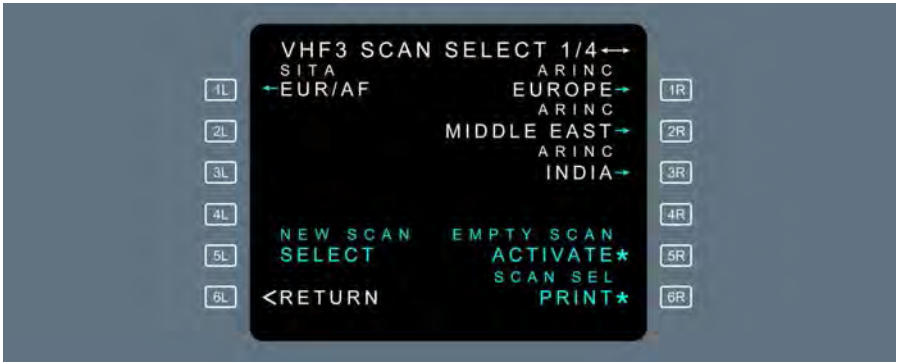 VHF3 SCAN SELECT 1/4↔
SITA ARINC
1L ←EUR/AF EUROPE→ 1R
ARINC
2L MIDDLE EAST→ 2R
ARINC
3L INDIA→ 3R
4L 4R
NEW SCAN EMPTY SCAN
5L SELECT ACTIVATE* 5R
SCAN SEL
6L <RETURN PRINT* 6R